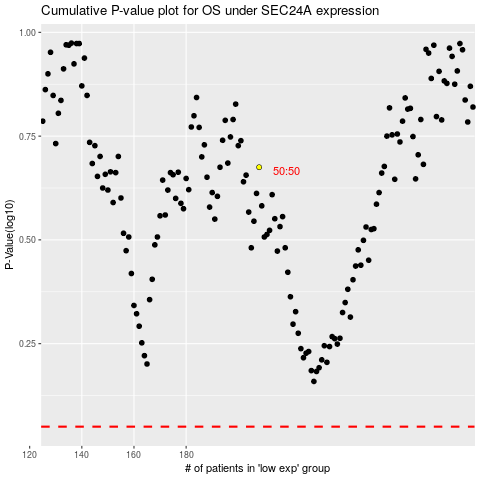 Cumulative P-value plot for OS under SEC24A expression
1.00
0.75
0.50
0.25
50:50
P-Value(log10)
120 140 160 180
# of patients in 'low exp' group